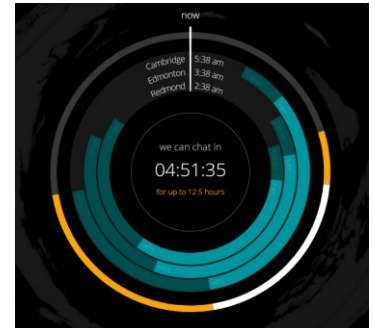 now
Cambridge 5:38 am
Edmonton 3:38 am
Redmond 2:38 am
we can chat in
04:51:35
for up to 12.5 hours